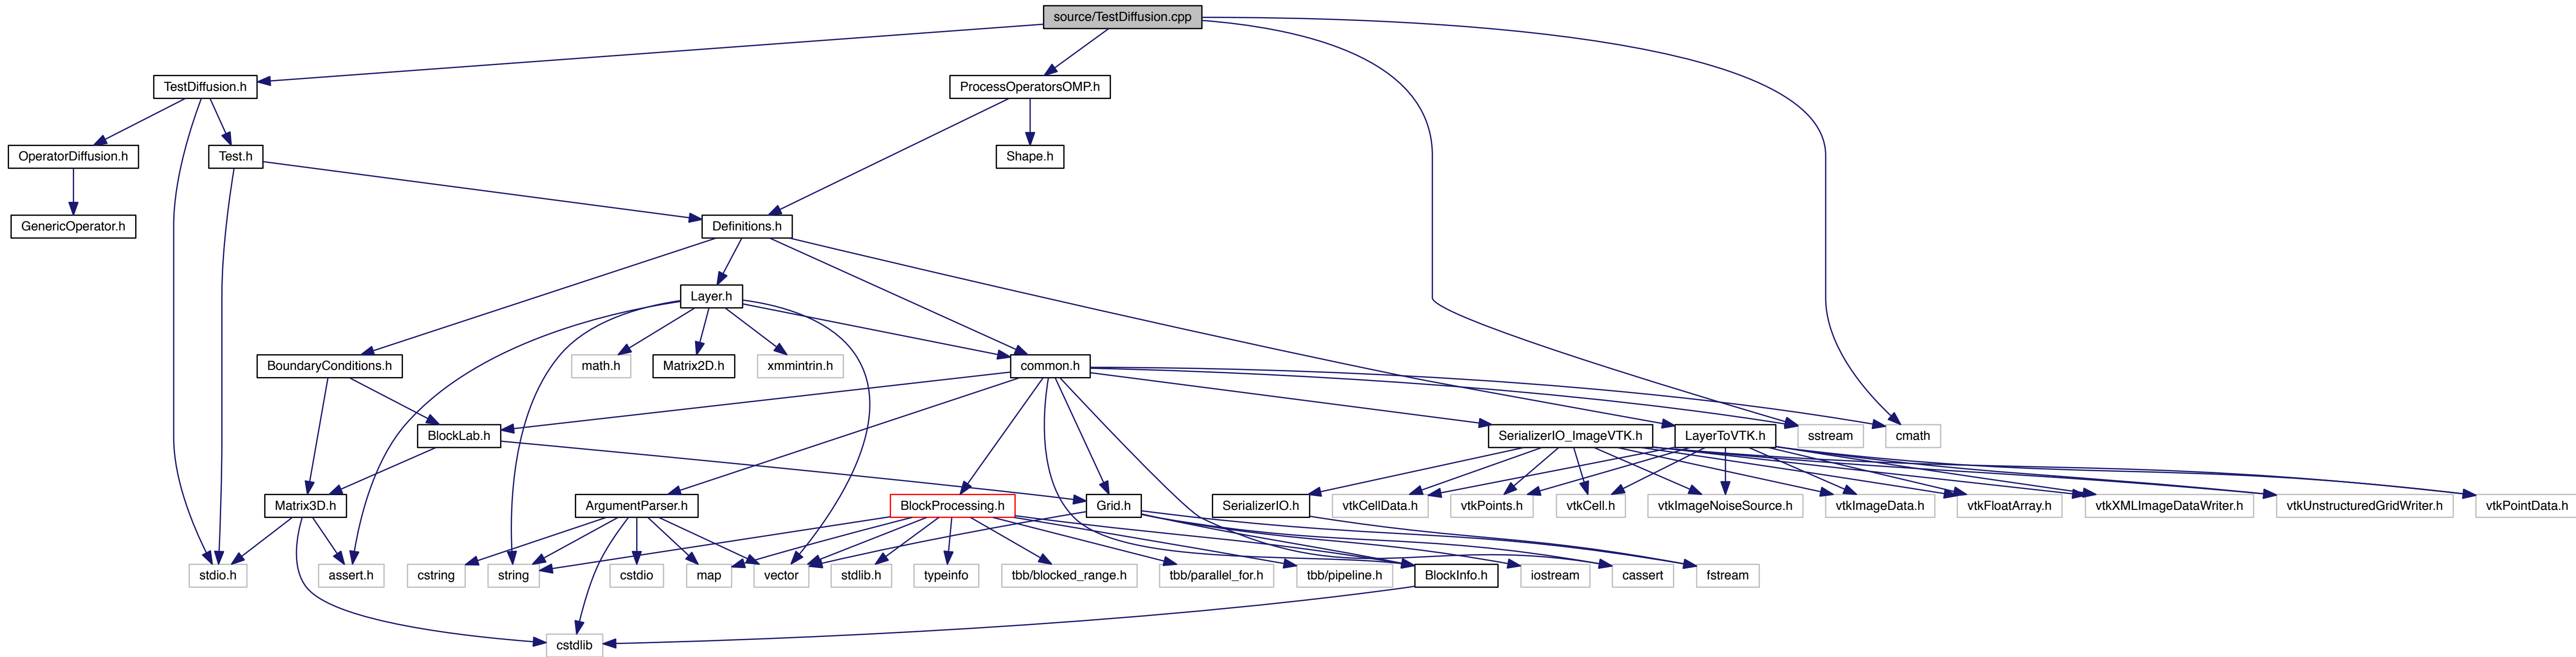 source/TestDiffusion.cpp
TestDiffusion.h
ProcessOperatorsOMP.h
OperatorDiffusion.h
Test.h
Shape.h
GenericOperator.h
Definitions.h
Layer.h
BoundaryConditions.h
math.h
Matrix2D.h
xmmintrin.h
common.h
BlockLab.h
SerializerIO_ImageVTK.h
LayerToVTK.h
sstream
cmath
Matrix3D.h
ArgumentParser.h
BlockProcessing.h
Grid.h
SerializerIO.h
vtkCellData.h
vtkPoints.h
vtkCell.h
vtkImageNoiseSource.h
vtkImageData.h
vtkFloatArray.h
vtkXMLImageDataWriter.h
vtkUnstructuredGridWriter.h
vtkPointData.h
stdio.h
assert.h
cstring
string
cstdio
map
vector
stdlib.h
typeinfo
tbb/blocked_range.h
tbb/parallel_for.h
tbb/pipeline.h
BlockInfo.h
iostream
cassert
fstream
cstdlib